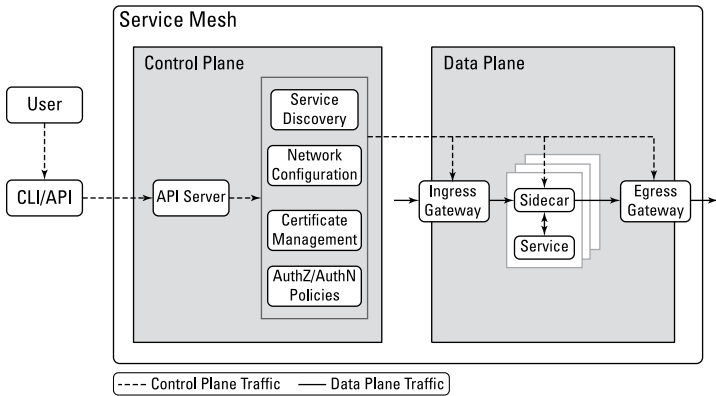 Service Mesh
Control Plane
Data Plane
User
CLI/API
API Server
Service
Discovery
Network
Configuration
Certificate
Management
AuthZ/AuthN
Policies
Ingress
Gateway
Sidecar
Service
Egress
Gateway
Control Plane Traffic
Data Plane Traffic